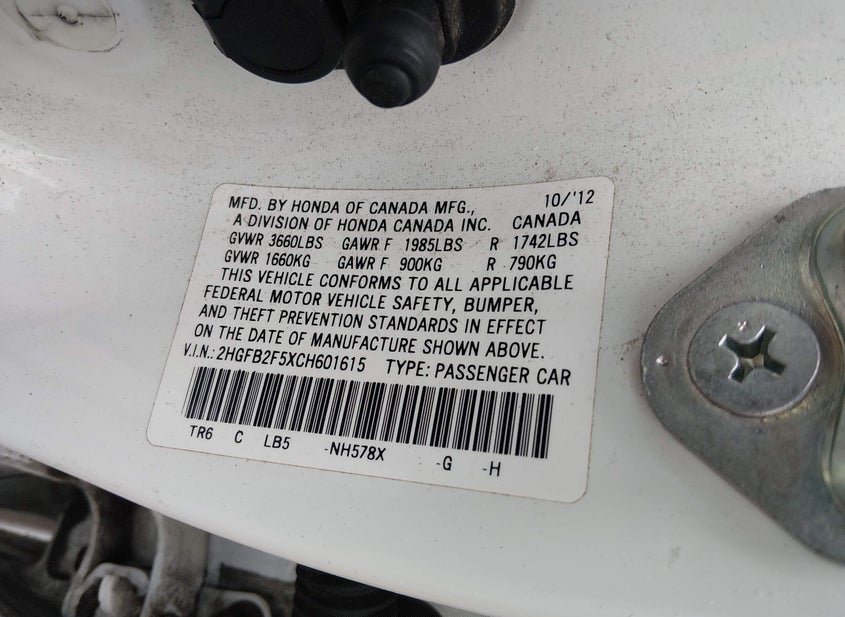 MFD. BY HONDA OF CANADA MFG., 10/'12
A DIVISION OF HONDA CANADA INC. CANADA
GVWR 3660LBS GAWR F 1985LBS R 1742LBS
GVWR 1660KG GAWR F 900KG R 790KG
THIS VEHICLE CONFORMS TO ALL APPLICABLE
FEDERAL MOTOR VEHICLE SAFETY, BUMPER,
AND THEFT PREVENTION STANDARDS IN EFFECT
ON THE DATE OF MANUFACTURE SHOWN ABOVE.
V.I.N.: 2HGFB2F5XCH601615 TYPE: PASSENGER CAR
TR6 C LB5 -NH578X -G -H